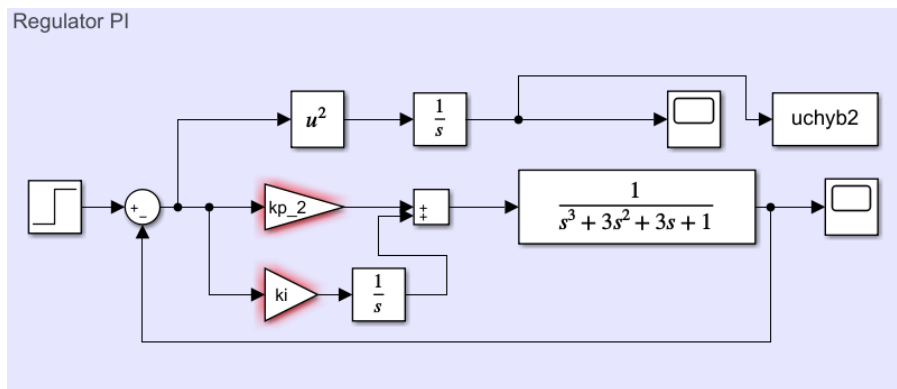 Regulator PI
u²
1
s
uchyb2
+
−
kp_2
+
+
1
s³ + 3s² + 3s + 1
ki
1
s